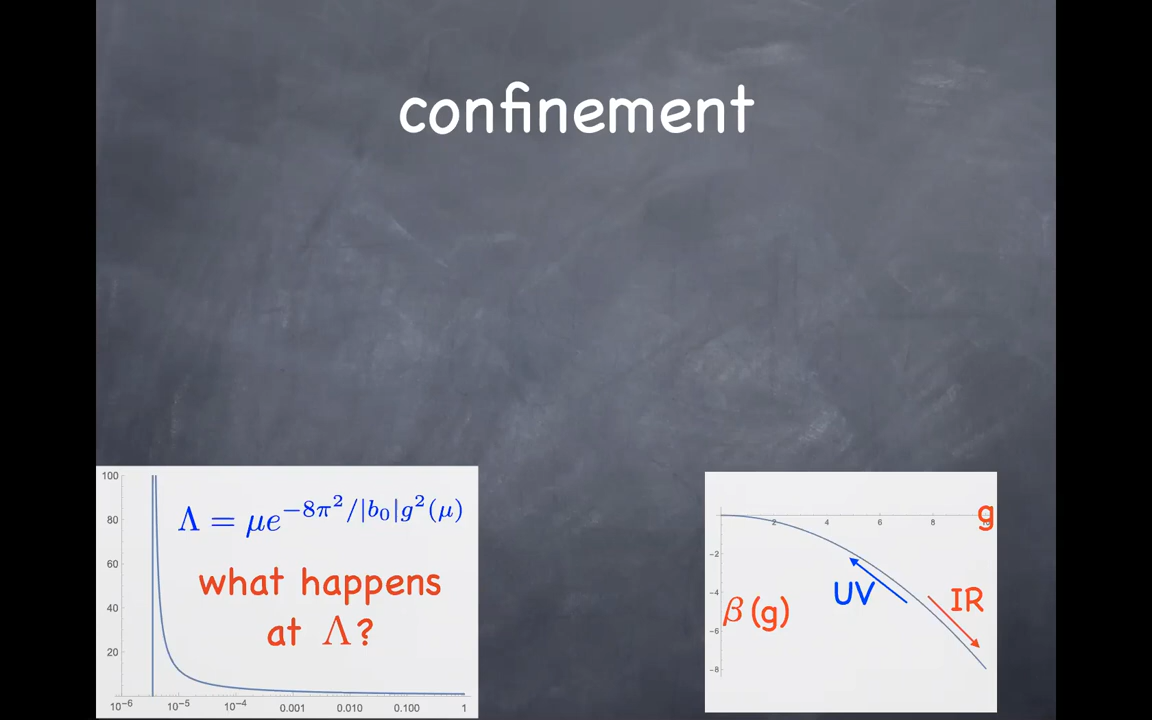 confinement
100
80
60
40
20
Λ = μe^{-8π²/|b₀|g²(μ)}
what happens
at Λ?
10⁻⁶ 10⁻⁵ 10⁻⁴ 0.001 0.010 0.100 1
g
2 4 6 8
-2
-4
-6
-8
UV
IR
β(g)